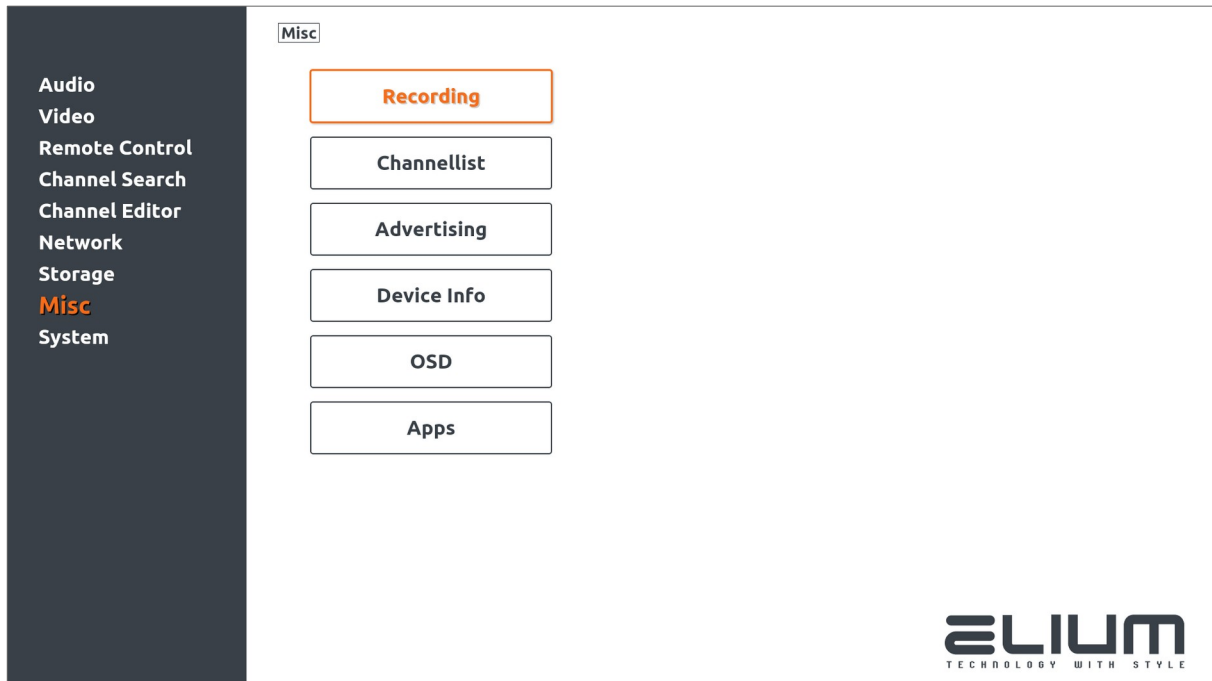 Misc
Audio
Video
Remote Control
Channel Search
Channel Editor
Network
Storage
Misc
System
Recording
Channellist
Advertising
Device Info
OSD
Apps
ELIUM
TECHNOLOGY WITH STYLE